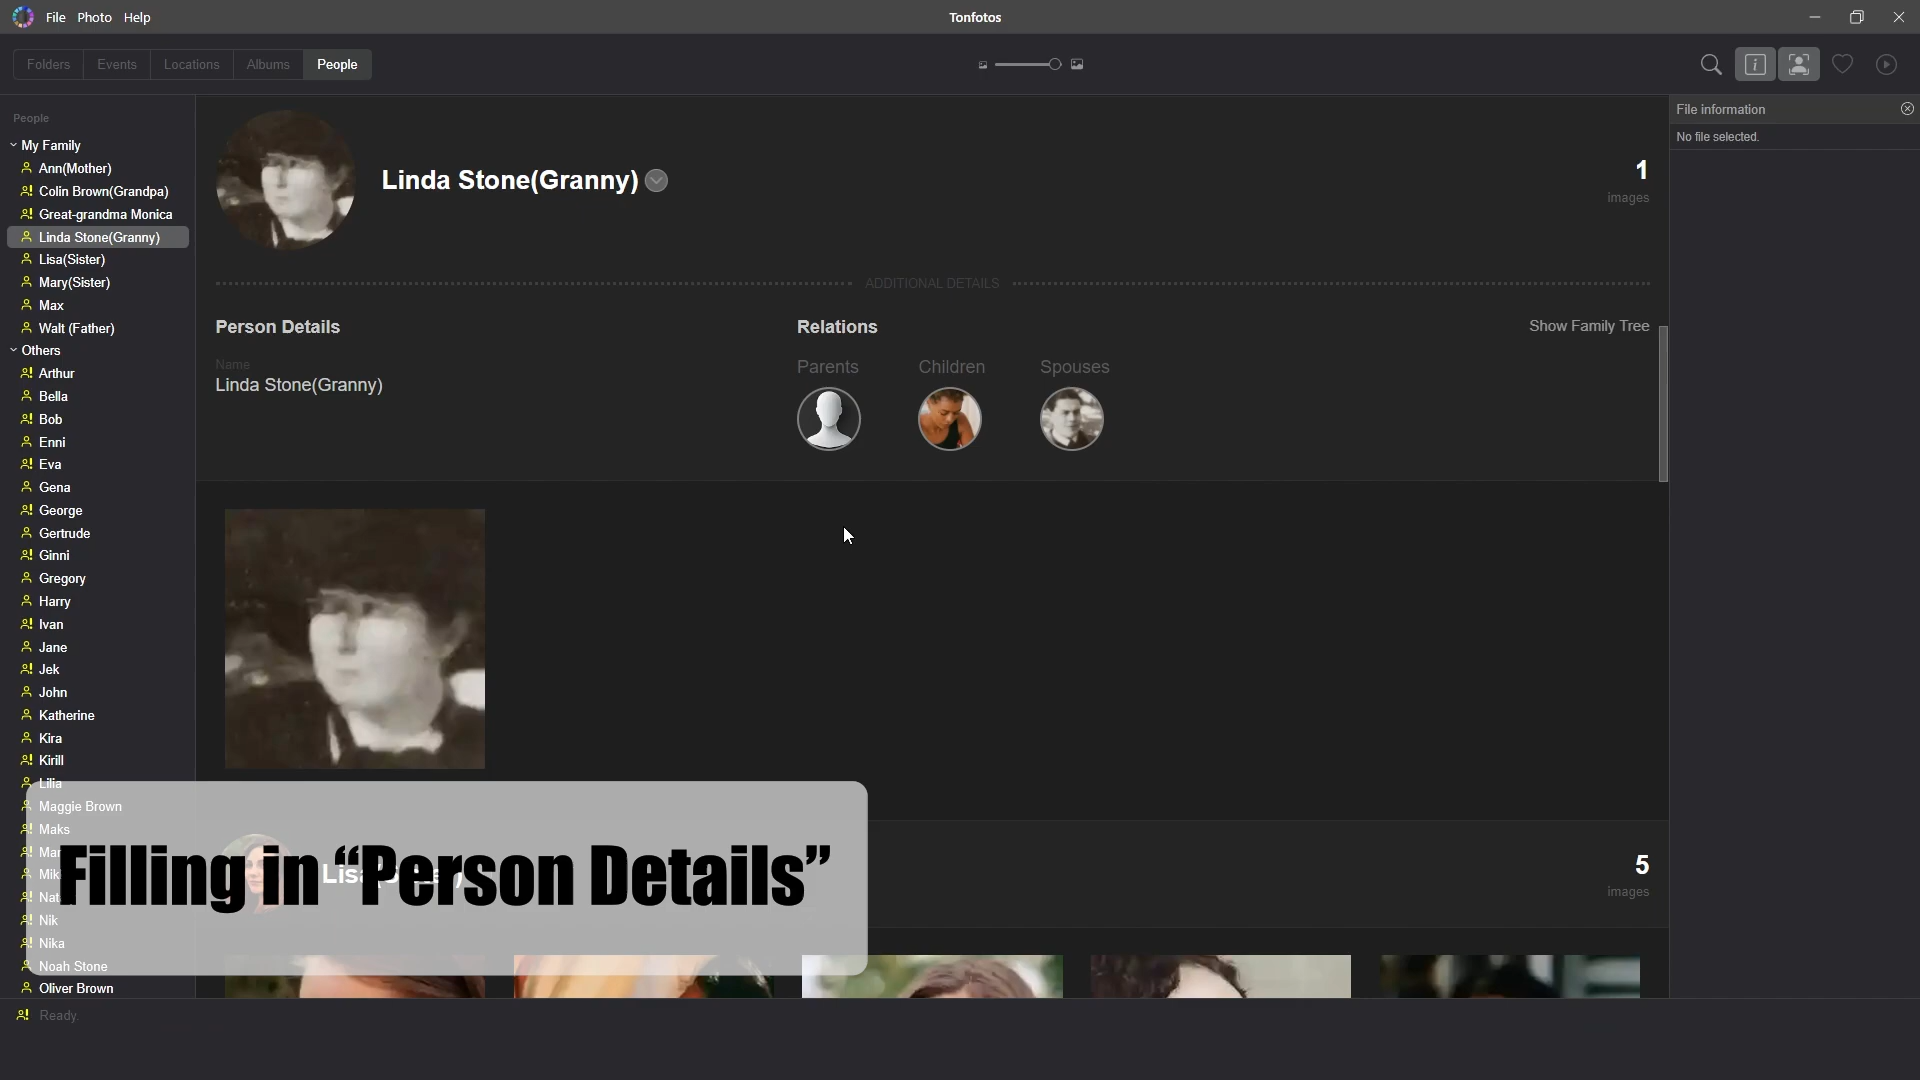 File Photo Help
Tonfotos
Folders Events Locations Albums People
People
My Family
Ann(Mother)
Colin Brown(Grandpa)
Great-grandma Monica
Linda Stone(Granny)
Lisa(Sister)
Mary(Sister)
Max
Walt (Father)
Others
Arthur
Bella
Bob
Enni
Eva
Gena
George
Gertrude
Ginni
Gregory
Harry
Ivan
Jane
Jek
John
Katherine
Kira
Kirill
Lilia
Maggie Brown
Maks
Nik
Nika
Noah Stone
Oliver Brown
Linda Stone(Granny)
1
images
ADDITIONAL DETAILS
Person Details
Name
Linda Stone(Granny)
Relations
Show Family Tree
Parents Children Spouses
Filling in “Person Details”
5
images
File information
No file selected.
Ready.